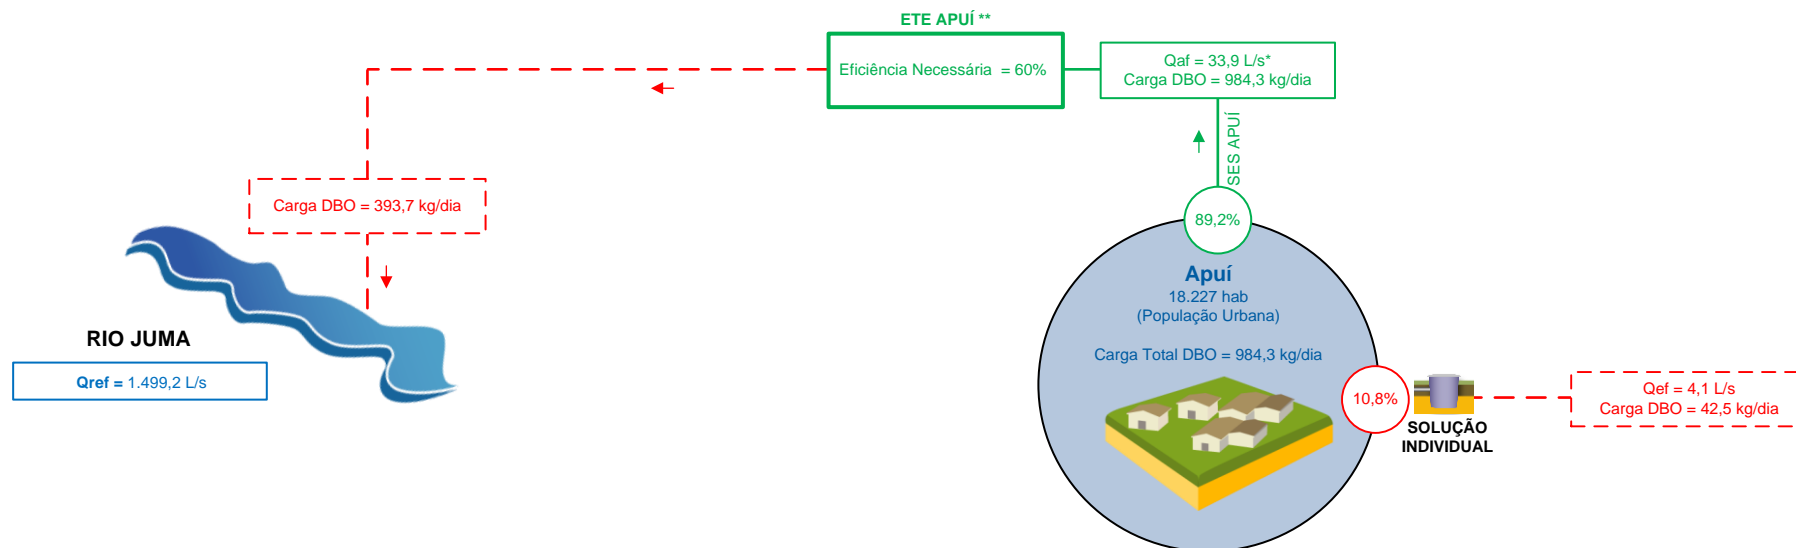 ETE APUÍ **
Eficiência Necessária = 60%
Qaf = 33,9 L/s*
Carga DBO = 984,3 kg/dia
SES APUÍ
Carga DBO = 393,7 kg/dia
89,2%
Apuí
18.227 hab
(População Urbana)
Carga Total DBO = 984,3 kg/dia
RIO JUMA
Qref = 1.499,2 L/s
10,8%
SOLUÇÃO
INDIVIDUAL
Qef = 4,1 L/s
Carga DBO = 42,5 kg/dia